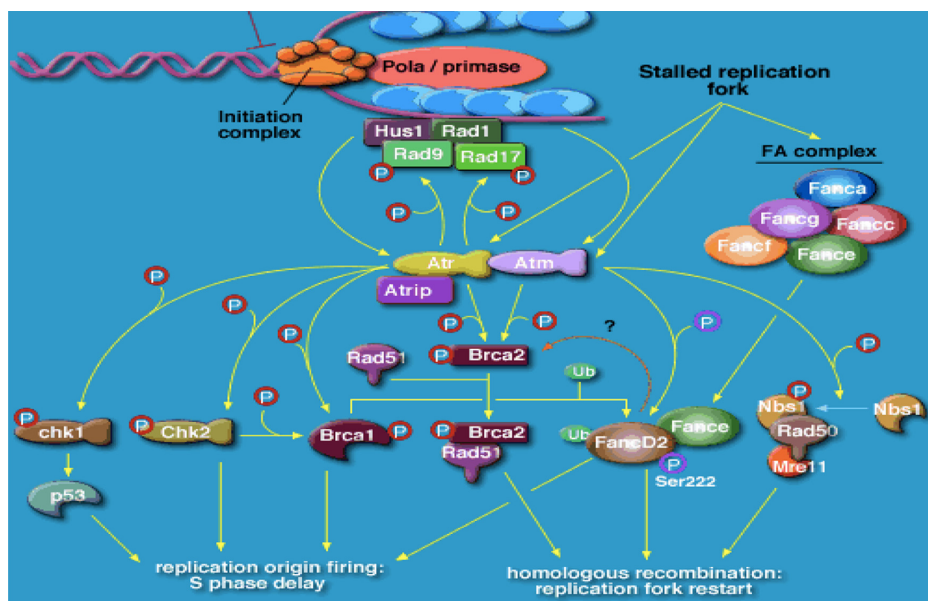 Pola / primase
Stalled replication
fork
Initiation
complex
Hus1
Rad1
Rad9
Rad17
P
P
FA complex
Fanca
Fancg
Fancc
Fancf
Fance
P
P
Atr
Atm
Atrip
P
P
P
P
P
P
P
?
Rad51
P
Brca2
Ub
P
P
chk1
P
Chk2
P
Brca1
P
P
Brca2
Rad51
Ub
FancD2
Fance
P
Ser222
P
Nbs1
Nbs1
Rad50
Mre11
p53
replication origin firing:
S phase delay
homologous recombination:
replication fork restart